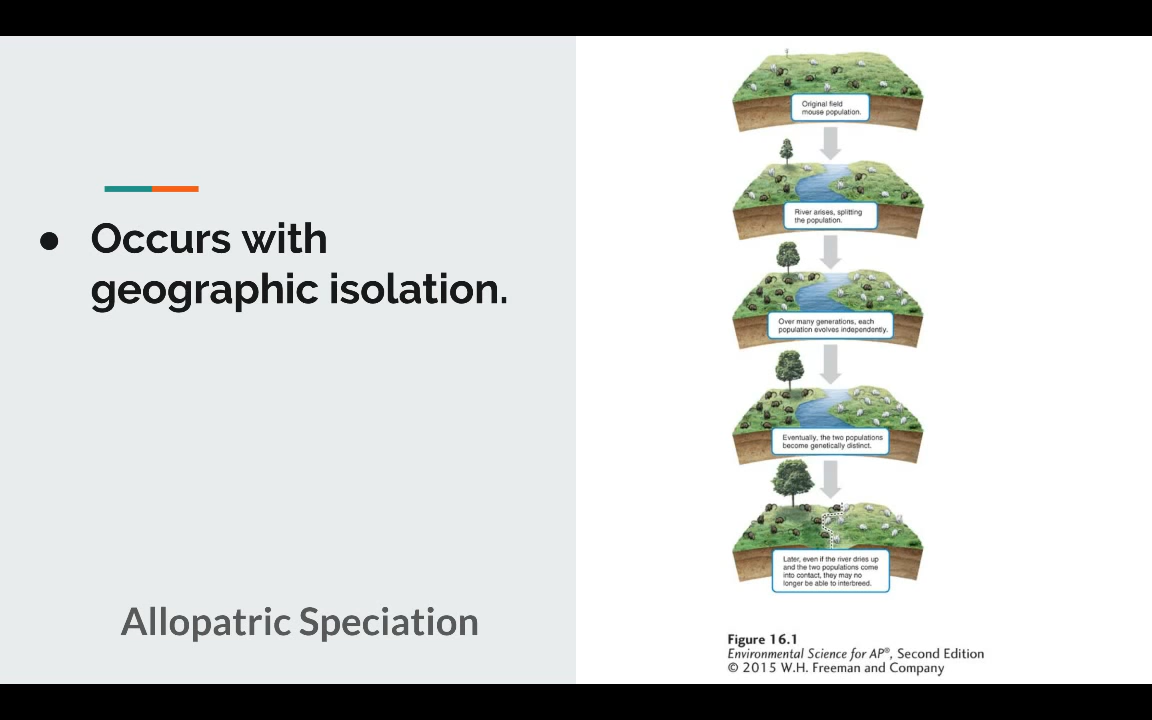 ● Occurs with
geographic isolation.
Allopatric Speciation
Original field
mouse population.
River arises, splitting
the population.
Over many generations, each
population evolves independently.
Eventually, the two populations
become genetically distinct.
Later, even if the river dries up
and the two populations come
into contact, they may no
longer be able to interbreed.
Figure 16.1
Environmental Science for AP®, Second Edition
© 2015 W.H. Freeman and Company